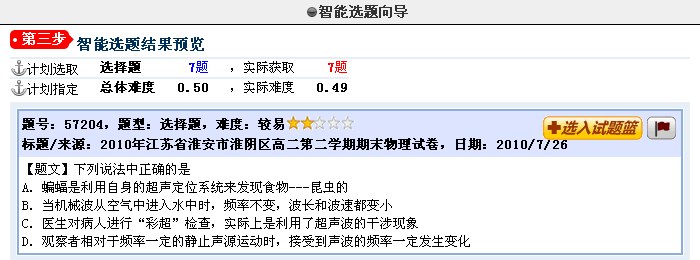 智能选题向导
第三步 智能选题结果预览
计划选取 选择题 7题 ，实际获取 7题
计划指定 总体难度 0.50 ，实际难度 0.49
题号：57204，题型：选择题，难度：较易
选入试题篮
标题/来源：2010年江苏省淮安市淮阴区高二第二学期期末物理试卷，日期：2010/7/26
【题文】下列说法中正确的是
A．蝙蝠是利用自身的超声定位系统来发现食物---昆虫的
B．当机械波从空气中进入水中时，频率不变，波长和波速都变小
C．医生对病人进行“彩超”检查，实际上是利用了超声波的干涉现象
D．观察者相对于频率一定的静止声源运动时，接受到声波的频率一定发生变化